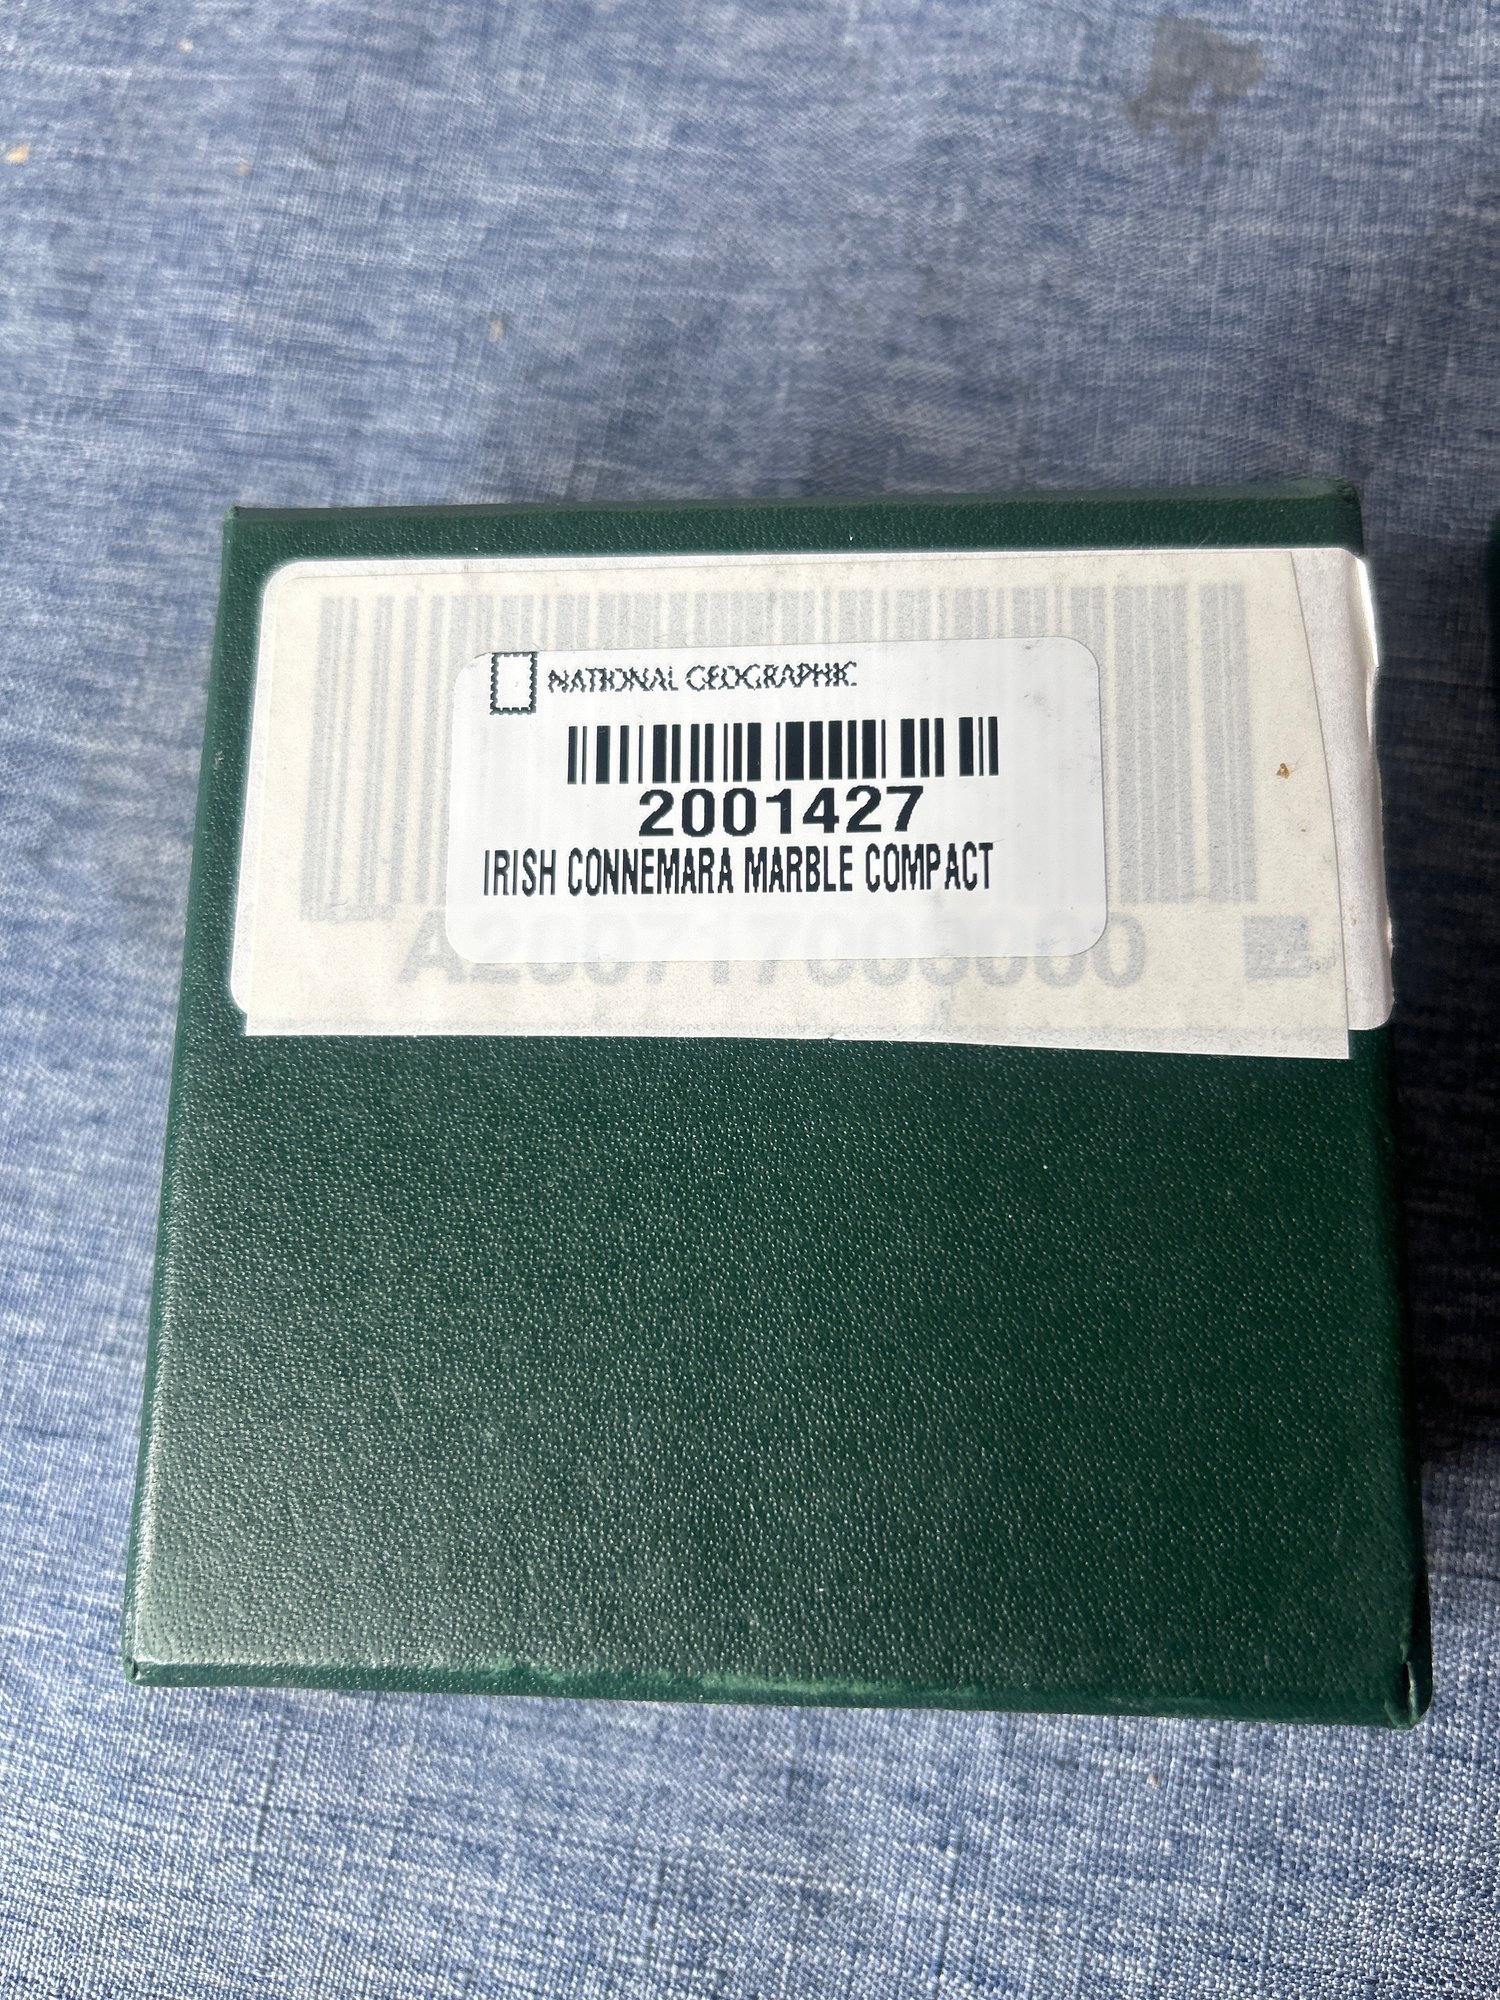 NATIONAL GEOGRAPHIC
2001427
IRISH CONNEMARA MARBLE COMPACT